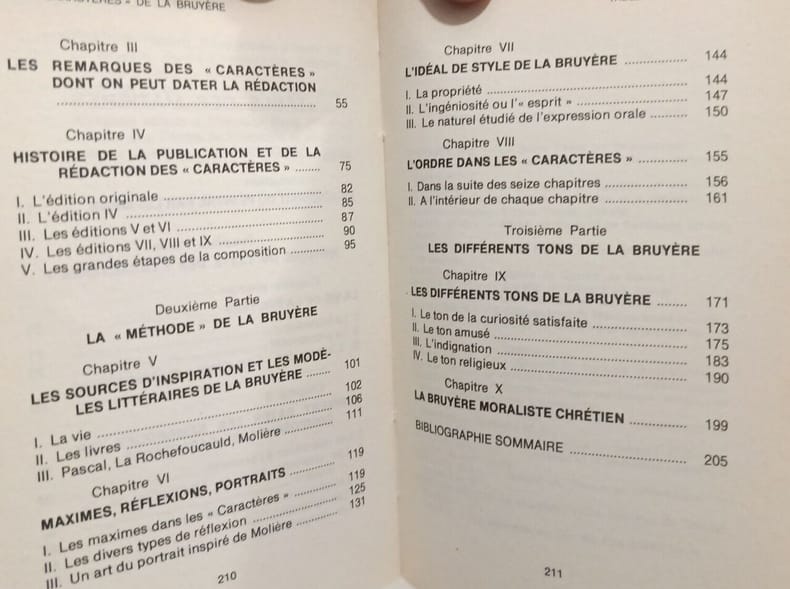 DE LA BRUYÈRE
Chapitre III
LES REMARQUES DES « CARACTÈRES »
DONT ON PEUT DATER LA RÉDACTION
........ 55
Chapitre IV
HISTOIRE DE LA PUBLICATION ET DE LA
RÉDACTION DES « CARACTÈRES » ........ 75
I. L'édition originale ........ 82
II. L'édition IV ........ 85
III. Les éditions V et VI ........ 87
IV. Les éditions VII, VIII et IX ........ 90
V. Les grandes étapes de la composition ........ 95
Deuxième Partie
LA « MÉTHODE » DE LA BRUYÈRE
Chapitre V
LES SOURCES D'INSPIRATION ET LES MODÈ-
LES LITTÉRAIRES DE LA BRUYÈRE ........ 101
I. La vie ........ 102
II. Les livres ........ 106
III. Pascal, La Rochefoucauld, Molière ........ 111
Chapitre VI
MAXIMES, RÉFLEXIONS, PORTRAITS ........ 119
I. Les maximes dans les « Caractères » ........ 119
II. Les divers types de réflexion ........ 125
III. Un art du portrait inspiré de Molière ........ 131
210
Chapitre VII
L'IDÉAL DE STYLE DE LA BRUYÈRE ........ 144
I. La propriété ........ 144
II. L'ingéniosité ou l'« esprit » ........ 147
III. Le naturel étudié de l'expression orale ........ 150
Chapitre VIII
L'ORDRE DANS LES « CARACTÈRES » ........ 155
I. Dans la suite des seize chapitres ........ 156
II. A l'intérieur de chaque chapitre ........ 161
Troisième Partie
LES DIFFÉRENTS TONS DE LA BRUYÈRE
Chapitre IX
LES DIFFÉRENTS TONS DE LA BRUYÈRE ........ 171
I. Le ton de la curiosité satisfaite ........ 173
II. Le ton amusé ........ 175
III. L'indignation ........ 183
IV. Le ton religieux ........ 190
Chapitre X
LA BRUYÈRE MORALISTE CHRÉTIEN ........ 199
BIBLIOGRAPHIE SOMMAIRE ........ 205
211